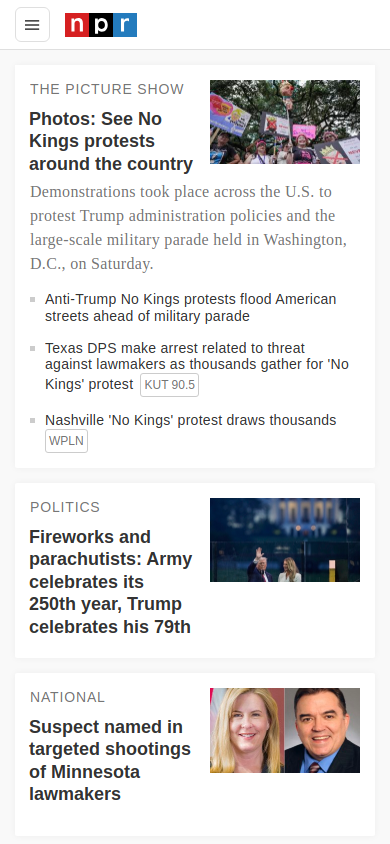 npr
THE PICTURE SHOW
Photos: See No
Kings protests
around the country
Demonstrations took place across the U.S. to
protest Trump administration policies and the
large-scale military parade held in Washington,
D.C., on Saturday.
Anti-Trump No Kings protests flood American
streets ahead of military parade
Texas DPS make arrest related to threat
against lawmakers as thousands gather for 'No
Kings' protest KUT 90.5
Nashville 'No Kings' protest draws thousands
WPLN
POLITICS
Fireworks and
parachutists: Army
celebrates its
250th year, Trump
celebrates his 79th
NATIONAL
Suspect named in
targeted shootings
of Minnesota
lawmakers